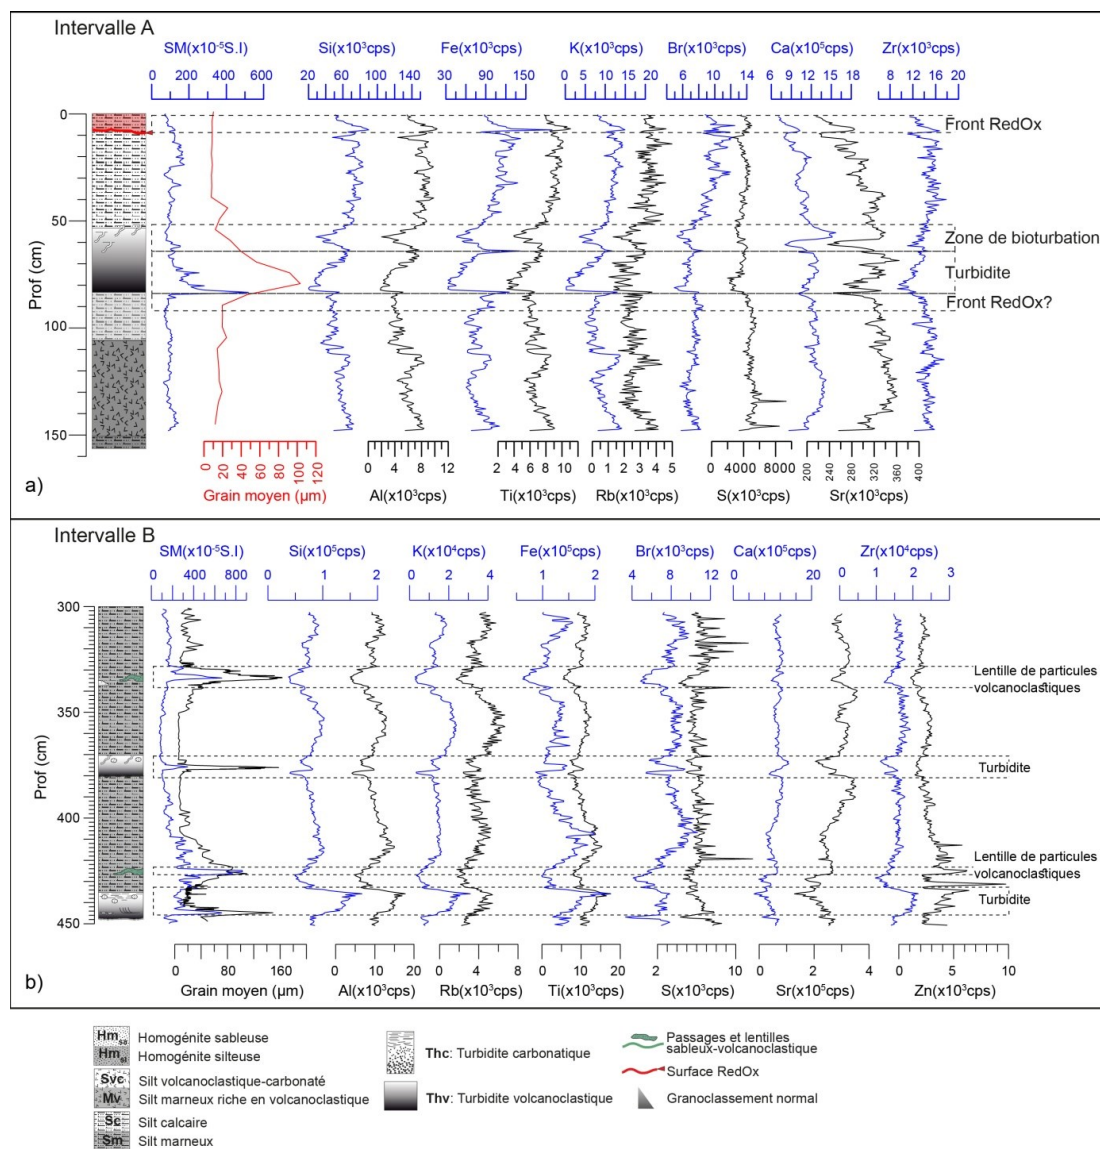 Intervalle A
SM(x10⁻⁵S.I) Si(x10³cps) Fe(x10³cps) K(x10³cps) Br(x10³cps) Ca(x10⁵cps) Zr(x10³cps)
0 200 400 600 20 60 100 140 30 90 150 0 5 10 15 20 6 10 14 6 9 12 15 18 8 12 16 20
0
Front RedOx
50
Zone de bioturbation
Turbidite
Front RedOx?
100
150
Prof (cm)
0 20 40 60 80 100 120 0 4 8 12 2 4 6 8 10 12 0 1 2 3 4 5 0 4000 8000 200 240 280 320 360 400
Grain moyen (µm) Al(x10³cps) Ti(x10³cps) Rb(x10³cps) S(x10³cps) Sr(x10³cps)
a)
Intervalle B
SM(x10⁻⁵S.I) Si(x10⁵cps) K(x10⁴cps) Fe(x10⁵cps) Br(x10³cps) Ca(x10⁵cps) Zr(x10⁴cps)
0 400 800 0 1 2 0 2 4 1 2 4 8 12 0 20 0 1 2 3
300
Lentille de particules
volcanoclastiques
350
Turbidite
400
Lentille de particules
volcanoclastiques
Turbidite
450
Prof (cm)
0 80 160 0 10 20 0 4 8 0 10 20 2 10 0 2 4 0 5 10
Grain moyen (µm) Al(x10³cps) Rb(x10³cps) Ti(x10³cps) S(x10³cps) Sr(x10⁵cps) Zn(x10³cps)
b)
Hm sa Homogénite sableuse
Hm si Homogénite silteuse
Svc Silt volcanoclastique-carbonaté
Mv Silt marneux riche en volcanoclastique
Sc Silt calcaire
Sm Silt marneux
Thc: Turbidite carbonatique
Thv: Turbidite volcanoclastique
Passages et lentilles
sableux-volcanoclastique
Surface RedOx
Granoclassement normal